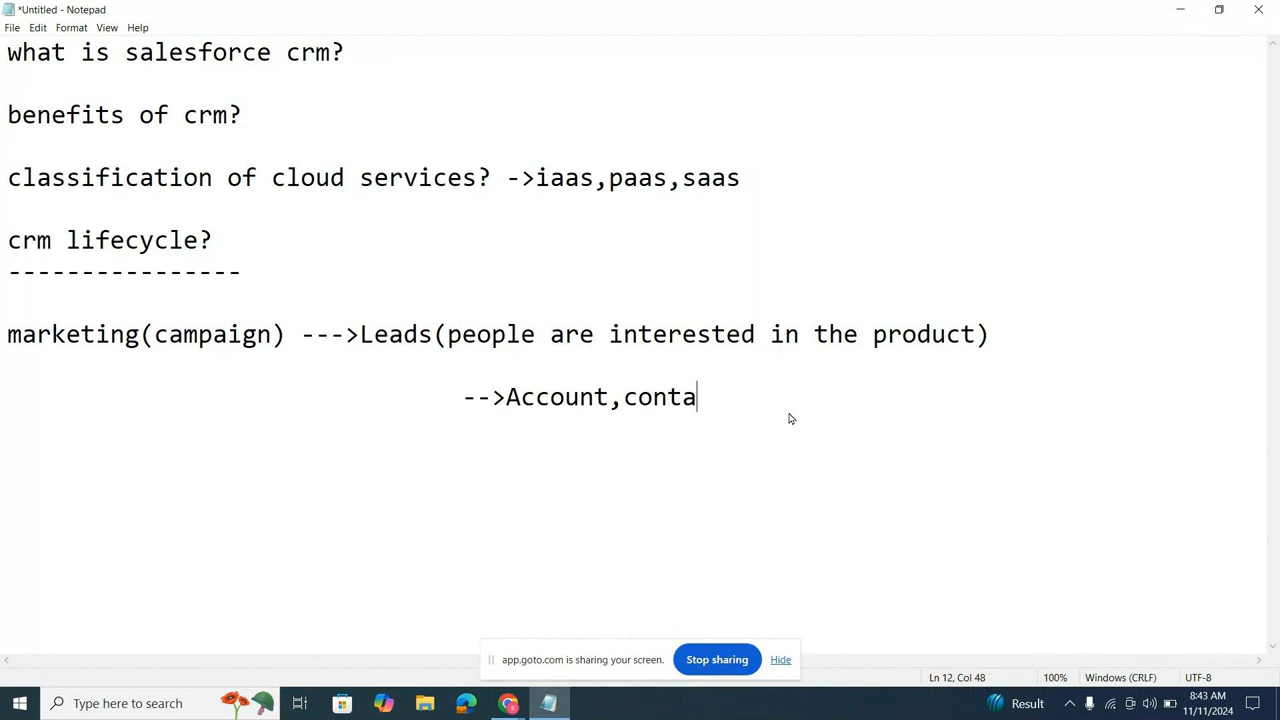 *Untitled - Notepad
File Edit Format View Help
what is salesforce crm?
benefits of crm?
classification of cloud services? ->iaas,paas,saas
crm lifecycle?
----------------
marketing(campaign) --->Leads(people are interested in the product)
-->Account,conta
app.goto.com is sharing your screen. Stop sharing Hide
Ln 12, Col 48 100% Windows (CRLF) UTF-8
Type here to search Result 8:43 AM
11/11/2024